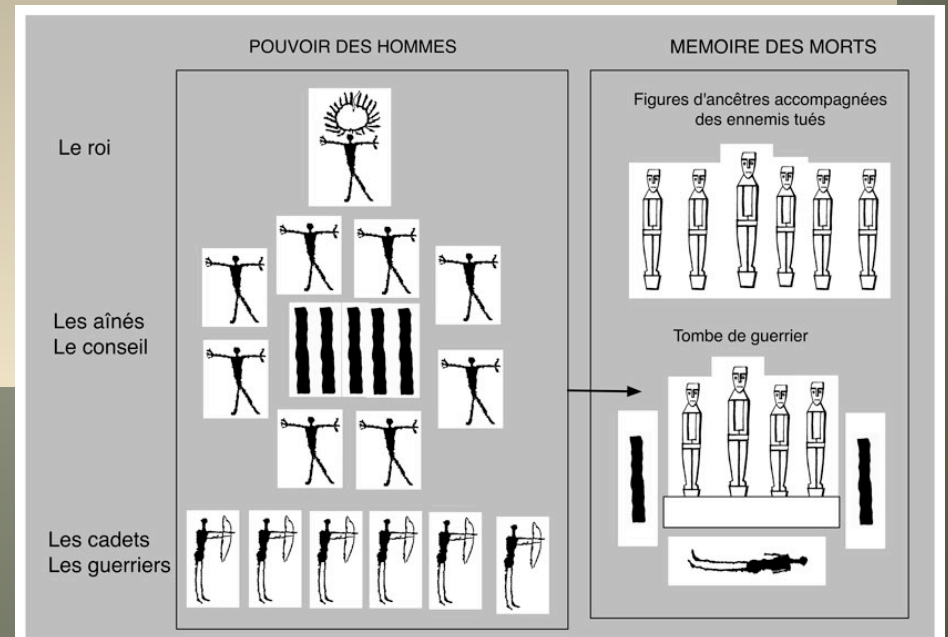 POUVOIR DES HOMMES
MEMOIRE DES MORTS
Le roi
Les aînés
Le conseil
Les cadets
Les guerriers
Figures d'ancêtres accompagnées
des ennemis tués
Tombe de guerrier